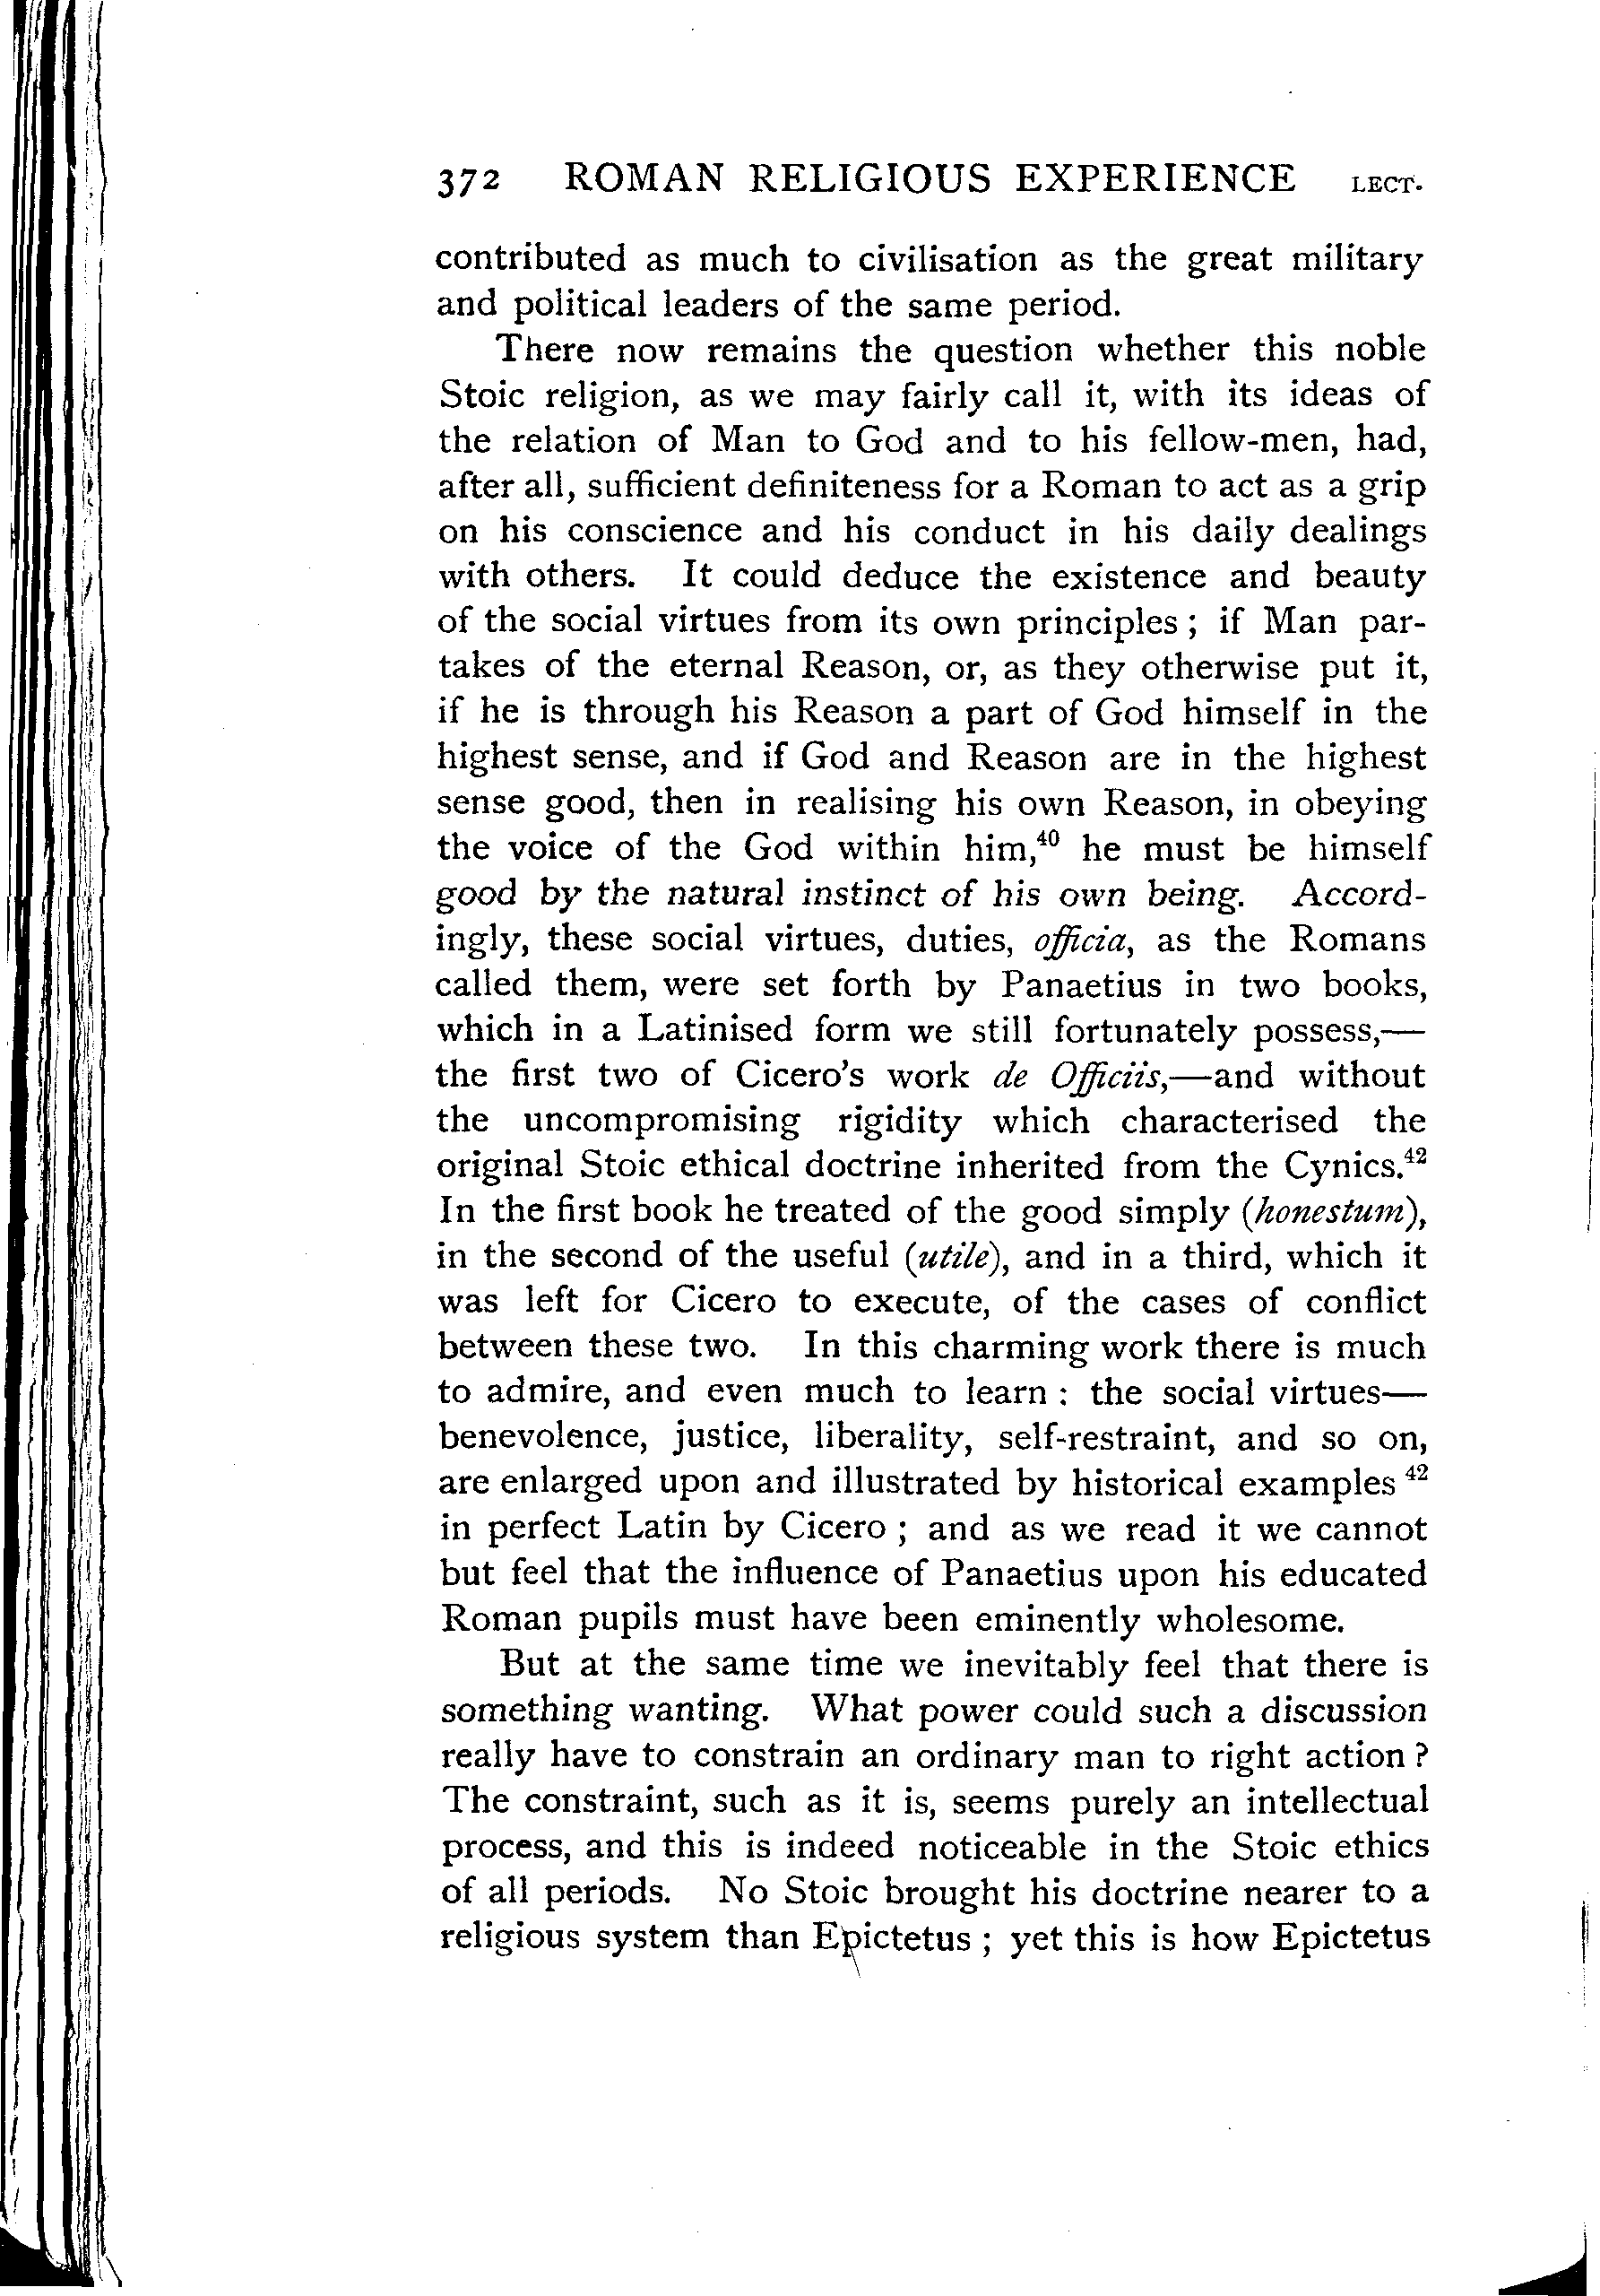 372 ROMAN RELIGIOUS EXPERIENCE LECT.
contributed as much to civilisation as the great military
and political leaders of the same period.
There now remains the question whether this noble
Stoic religion, as we may fairly call it, with its ideas of
the relation of Man to God and to his fellow-men, had,
after all, sufficient definiteness for a Roman to act as a grip
on his conscience and his conduct in his daily dealings
with others. It could deduce the existence and beauty
of the social virtues from its own principles ; if Man par-
takes of the eternal Reason, or, as they otherwise put it,
if he is through his Reason a part of God himself in the
highest sense, and if God and Reason are in the highest
sense good, then in realising his own Reason, in obeying
the voice of the God within him,⁴⁰ he must be himself
good by the natural instinct of his own being. Accord-
ingly, these social virtues, duties, officia, as the Romans
called them, were set forth by Panaetius in two books,
which in a Latinised form we still fortunately possess,—
the first two of Cicero's work de Officiis,—and without
the uncompromising rigidity which characterised the
original Stoic ethical doctrine inherited from the Cynics.⁴²
In the first book he treated of the good simply (honestum),
in the second of the useful (utile), and in a third, which it
was left for Cicero to execute, of the cases of conflict
between these two. In this charming work there is much
to admire, and even much to learn : the social virtues—
benevolence, justice, liberality, self-restraint, and so on,
are enlarged upon and illustrated by historical examples ⁴²
in perfect Latin by Cicero ; and as we read it we cannot
but feel that the influence of Panaetius upon his educated
Roman pupils must have been eminently wholesome.
But at the same time we inevitably feel that there is
something wanting. What power could such a discussion
really have to constrain an ordinary man to right action ?
The constraint, such as it is, seems purely an intellectual
process, and this is indeed noticeable in the Stoic ethics
of all periods. No Stoic brought his doctrine nearer to a
religious system than Epictetus ; yet this is how Epictetus